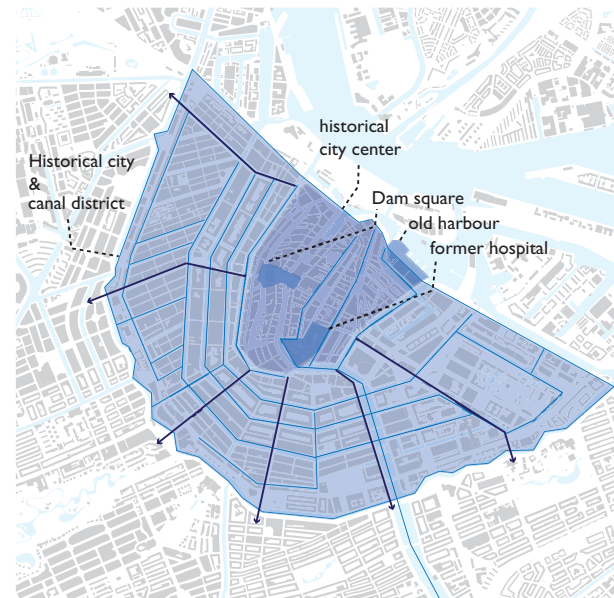 historical
city center
Historical city
&
canal district
Dam square
old harbour
former hospital